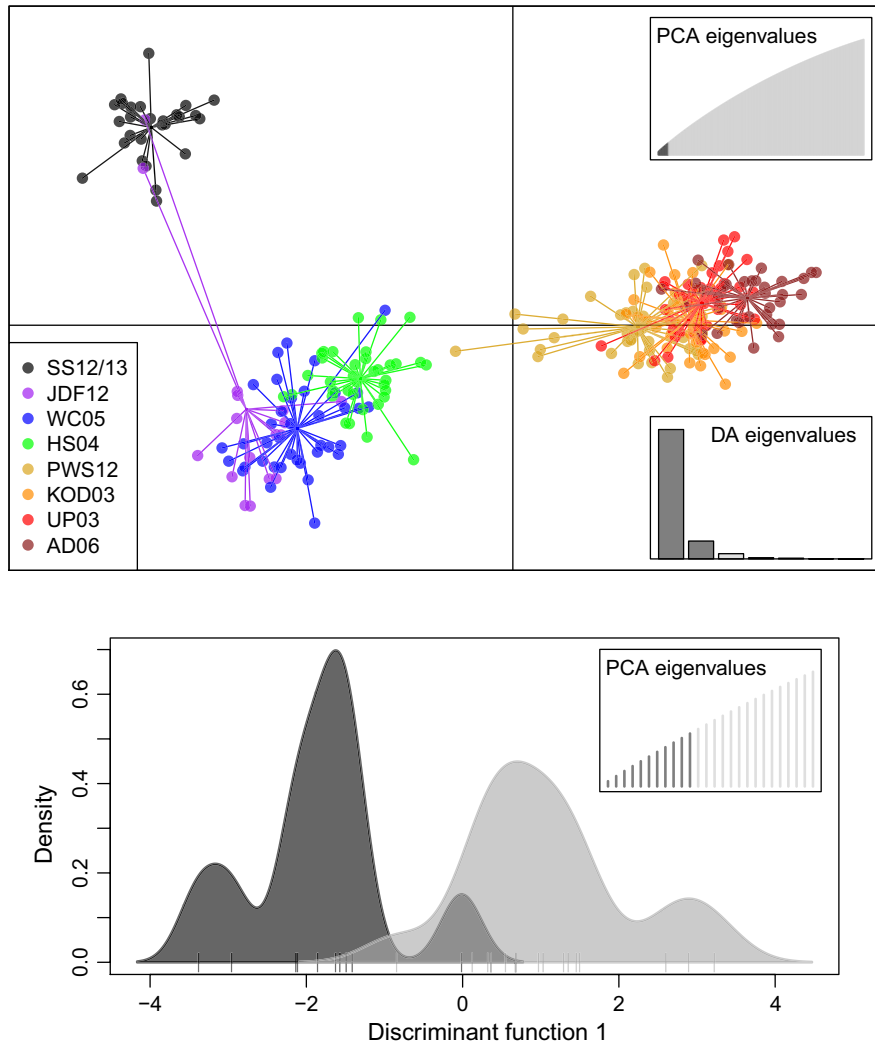 PCA eigenvalues
SS12/13
JDF12
WC05
HS04
PWS12
KOD03
UP03
AD06
DA eigenvalues
PCA eigenvalues
Density
0.6
0.4
0.2
0.0
−4
−2
0
2
4
Discriminant function 1